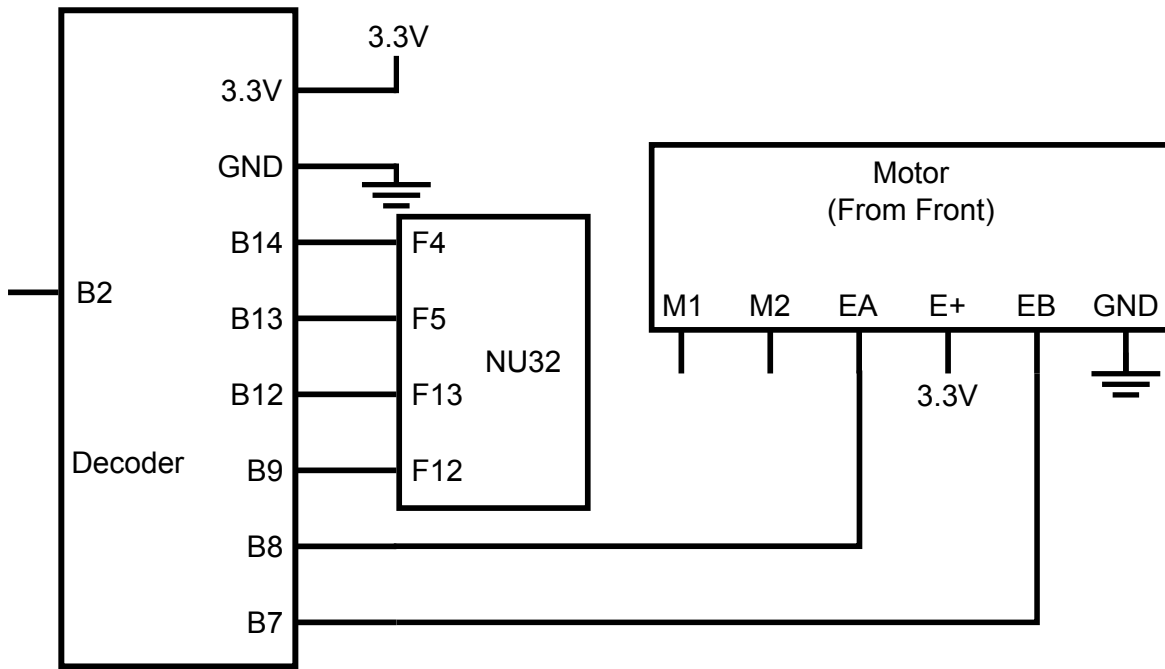 3.3V
3.3V
GND
B14
B13
B12
B9
B8
B7
B2
Decoder
F4
F5
F13
F12
NU32
Motor
(From Front)
M1 M2 EA E+ EB GND
3.3V